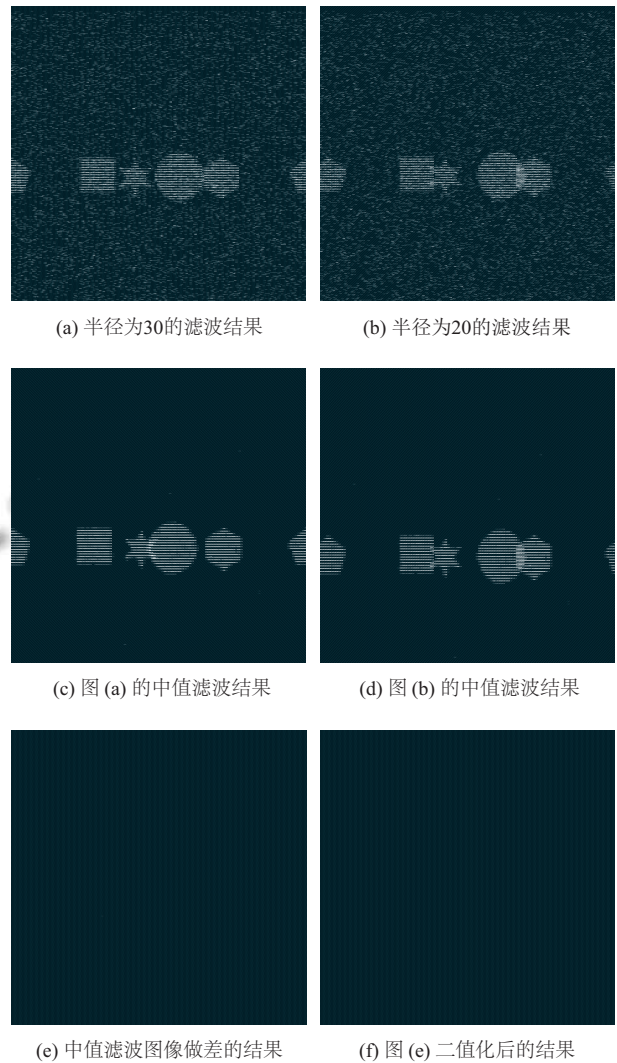 (a) 半径为30的滤波结果
(b) 半径为20的滤波结果
(c) 图 (a) 的中值滤波结果
(d) 图 (b) 的中值滤波结果
(e) 中值滤波图像做差的结果
(f) 图 (e) 二值化后的结果